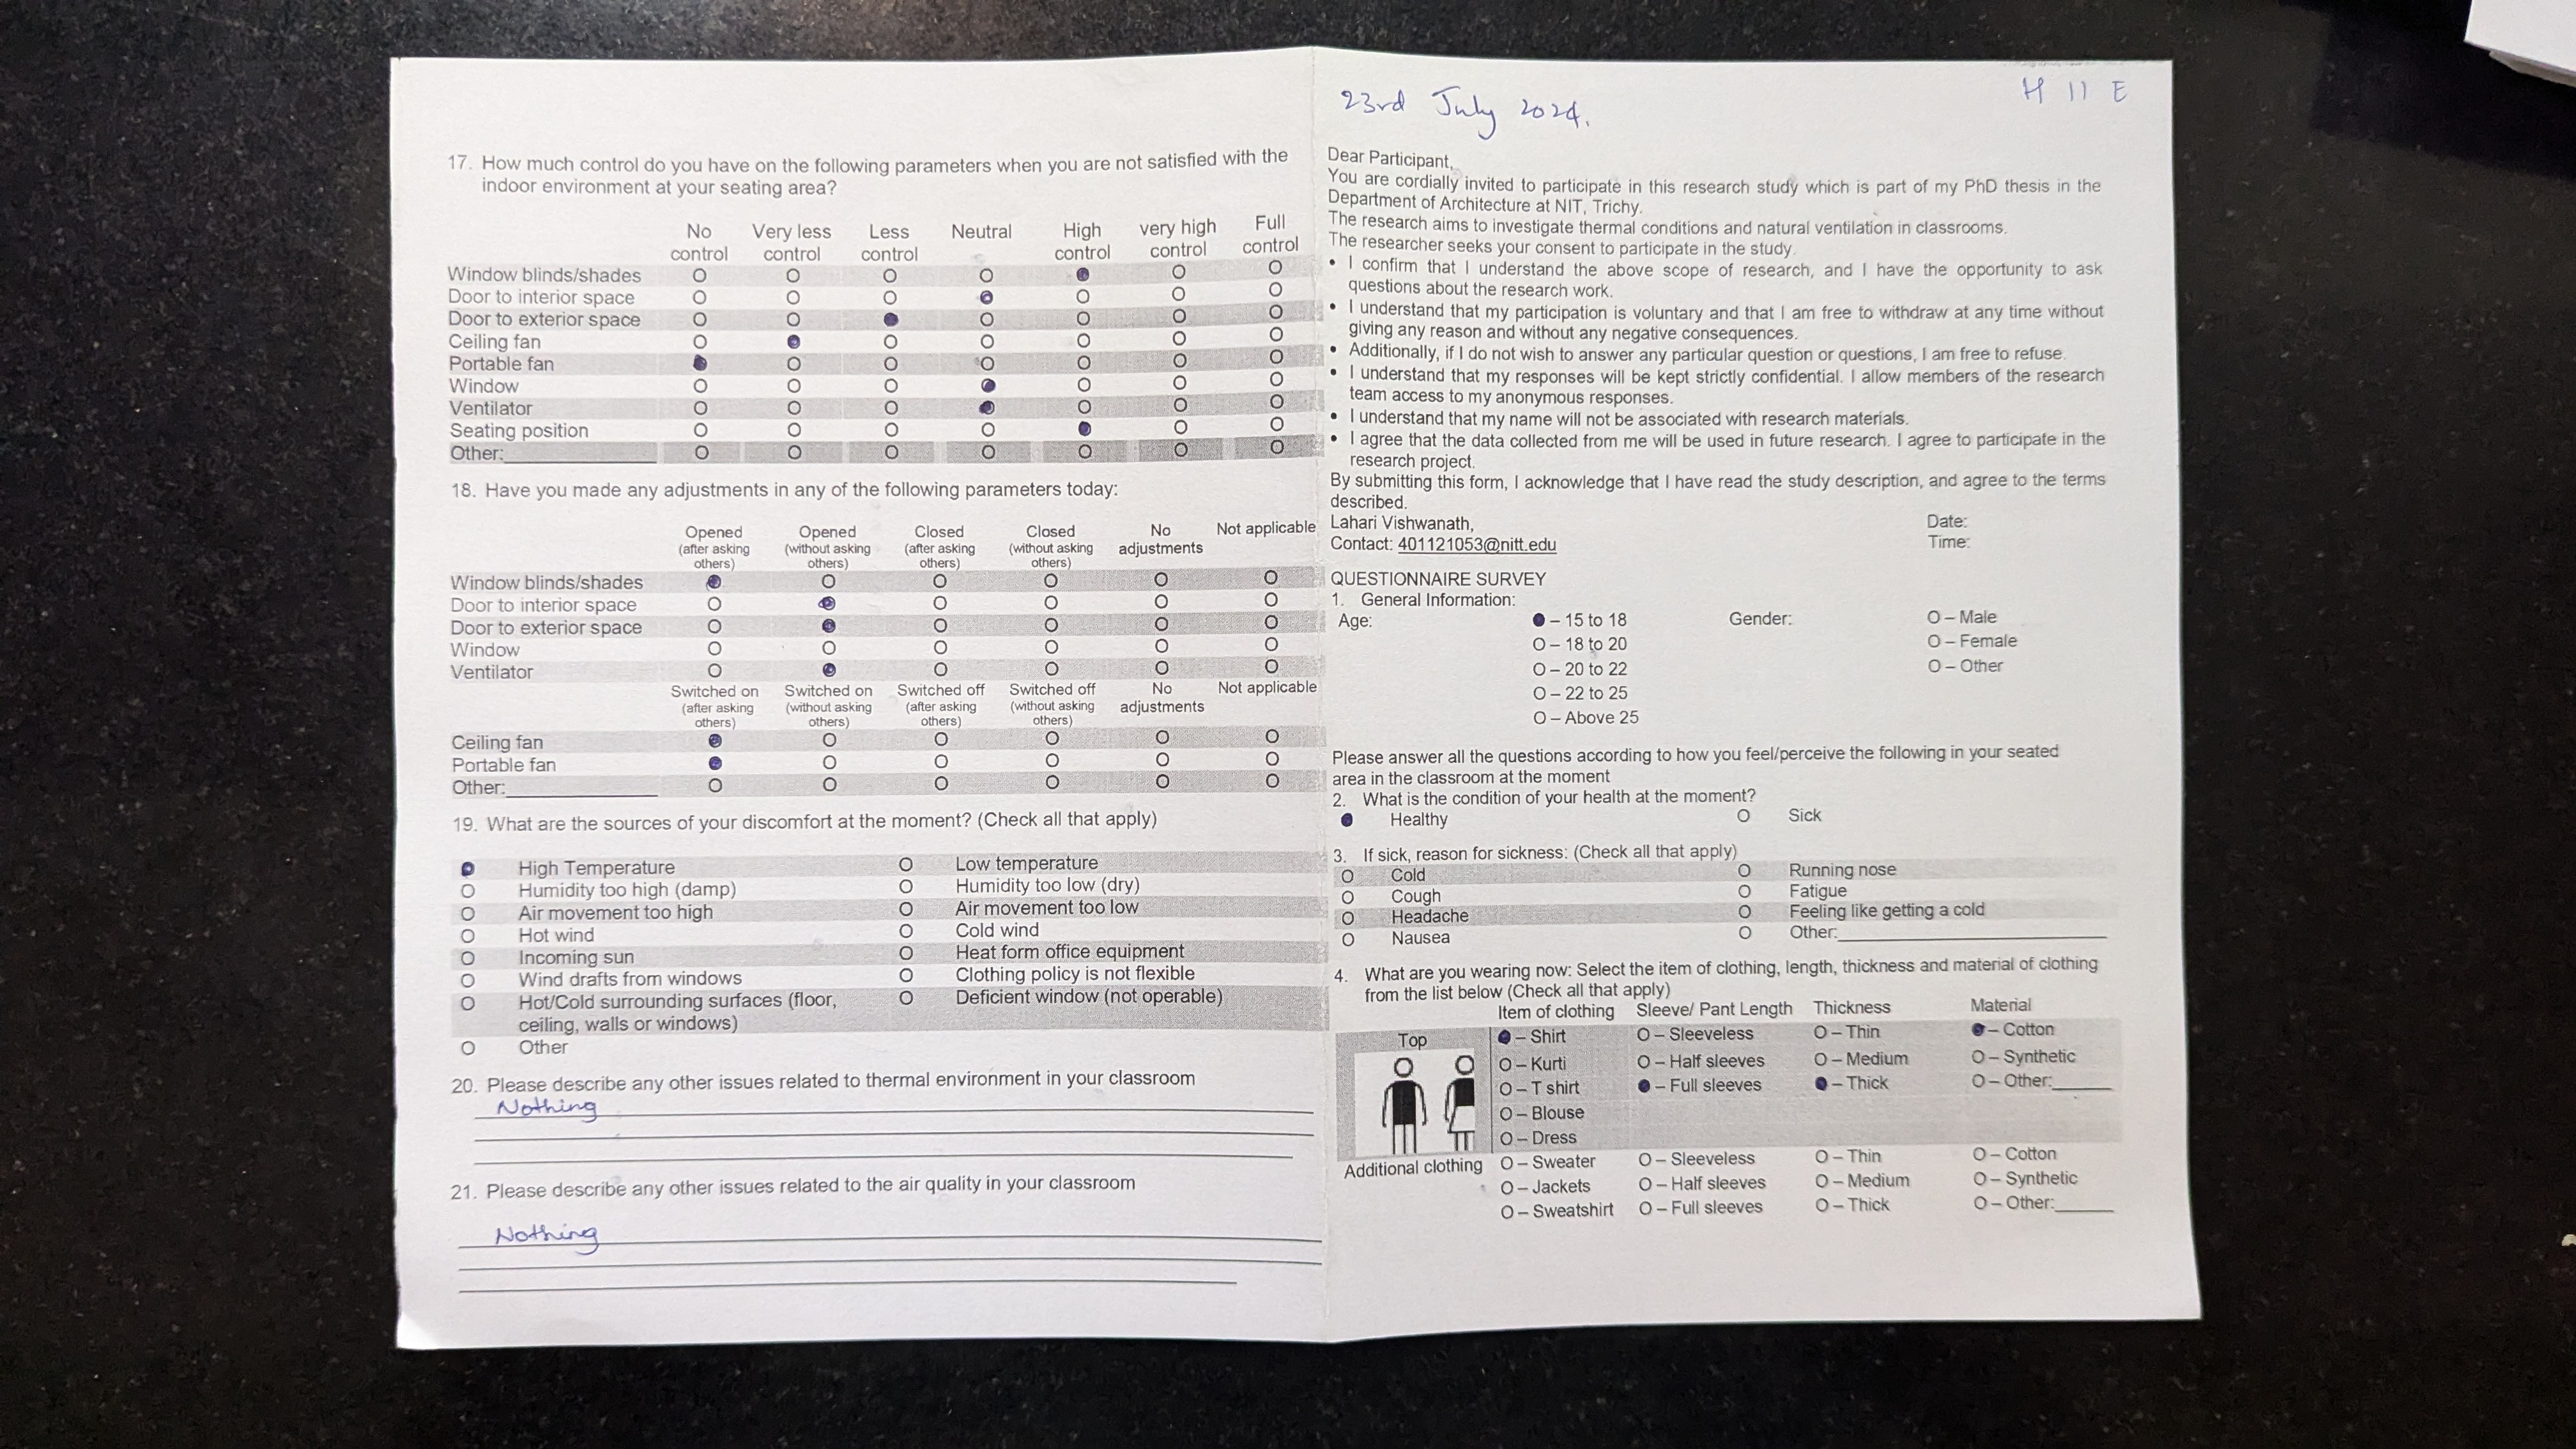 17. How much control do you have on the following parameters when you are not satisfied with the
indoor environment at your seating area?
No control Very less control Less control Neutral High control very high control Full control
Window blinds/shades O O O O ● O O
Door to interior space O O O ● O O O
Door to exterior space O O ● O O O O
Ceiling fan O ● O O O O O
Portable fan ● O O O O O O
Window O O O ● O O O
Ventilator O O O ● O O O
Seating position O O O O ● O O
Other:____________ O O O O O O O
18. Have you made any adjustments in any of the following parameters today:
Opened (after asking others) Opened (without asking others) Closed (after asking others) Closed (without asking others) No adjustments Not applicable
Window blinds/shades ● O O O O O
Door to interior space O ● O O O O
Door to exterior space O ● O O O O
Window O O O O O O
Ventilator O ● O O O O
Switched on (after asking others) Switched on (without asking others) Switched off (after asking others) Switched off (without asking others) No adjustments Not applicable
Ceiling fan ● O O O O O
Portable fan ● O O O O O
Other:____________ O O O O O O
19. What are the sources of your discomfort at the moment? (Check all that apply)
● High Temperature O Low temperature
O Humidity too high (damp) O Humidity too low (dry)
O Air movement too high O Air movement too low
O Hot wind O Cold wind
O Incoming sun O Heat form office equipment
O Wind drafts from windows O Clothing policy is not flexible
O Hot/Cold surrounding surfaces (floor, O Deficient window (not operable)
ceiling, walls or windows)
O Other
20. Please describe any other issues related to thermal environment in your classroom
Nothing
21. Please describe any other issues related to the air quality in your classroom
Nothing
23rd July 2024.
H 11 E
Dear Participant,
You are cordially invited to participate in this research study which is part of my PhD thesis in the
Department of Architecture at NIT, Trichy.
The research aims to investigate thermal conditions and natural ventilation in classrooms.
The researcher seeks your consent to participate in the study.
• I confirm that I understand the above scope of research, and I have the opportunity to ask
questions about the research work.
• I understand that my participation is voluntary and that I am free to withdraw at any time without
giving any reason and without any negative consequences.
• Additionally, if I do not wish to answer any particular question or questions, I am free to refuse.
• I understand that my responses will be kept strictly confidential. I allow members of the research
team access to my anonymous responses.
• I understand that my name will not be associated with research materials.
• I agree that the data collected from me will be used in future research. I agree to participate in the
research project.
By submitting this form, I acknowledge that I have read the study description, and agree to the terms
described.
Lahari Vishwanath, Date:
Contact: 401121053@nitt.edu Time:
QUESTIONNAIRE SURVEY
1. General Information:
Age: ● – 15 to 18 Gender: O – Male
O – 18 to 20 O – Female
O – 20 to 22 O – Other
O – 22 to 25
O – Above 25
Please answer all the questions according to how you feel/perceive the following in your seated
area in the classroom at the moment
2. What is the condition of your health at the moment?
● Healthy O Sick
3. If sick, reason for sickness: (Check all that apply)
O Cold O Running nose
O Cough O Fatigue
O Headache O Feeling like getting a cold
O Nausea O Other:____________
4. What are you wearing now: Select the item of clothing, length, thickness and material of clothing
from the list below (Check all that apply)
Item of clothing Sleeve/ Pant Length Thickness Material
Top ● – Shirt O – Sleeveless O – Thin ● – Cotton
O – Kurti O – Half sleeves O – Medium O – Synthetic
O – T shirt ● – Full sleeves ● – Thick O – Other:______
O – Blouse
O – Dress
Additional clothing O – Sweater O – Sleeveless O – Thin O – Cotton
O – Jackets O – Half sleeves O – Medium O – Synthetic
O – Sweatshirt O – Full sleeves O – Thick O – Other:______